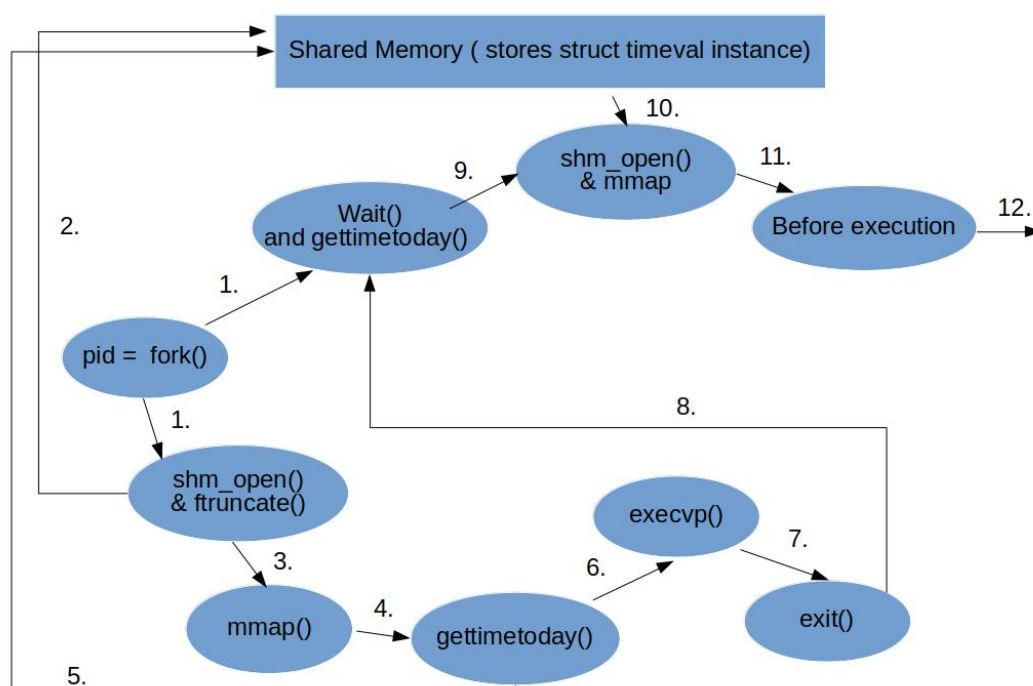 Shared Memory ( stores struct timeval instance)
10.
shm_open()
& mmap
11.
9.
Wait()
and gettimetoday()
Before execution
12.
2.
1.
pid =  fork()
1.
8.
shm_open()
& ftruncate()
execvp()
3.
6.
7.
mmap()
4.
gettimetoday()
exit()
5.